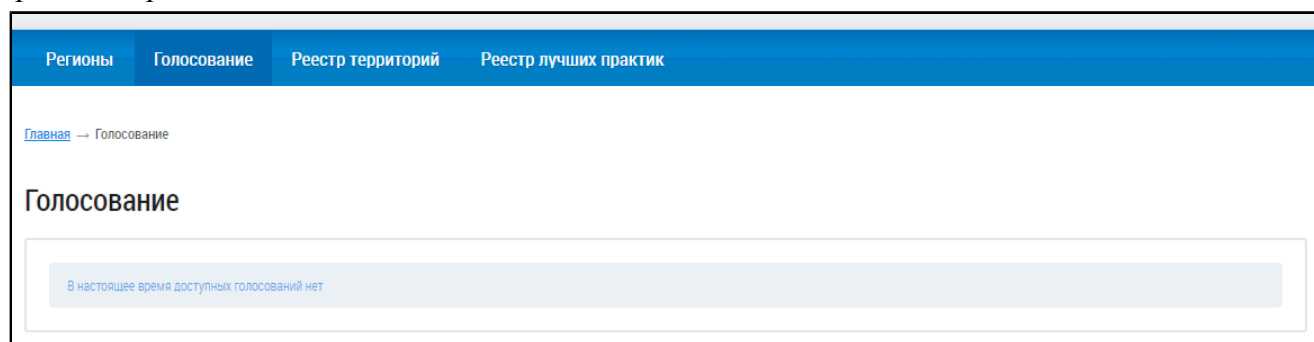 Регионы Голосование Реестр территорий Реестр лучших практик
Главная → Голосование
Голосование
В настоящее время доступных голосований нет